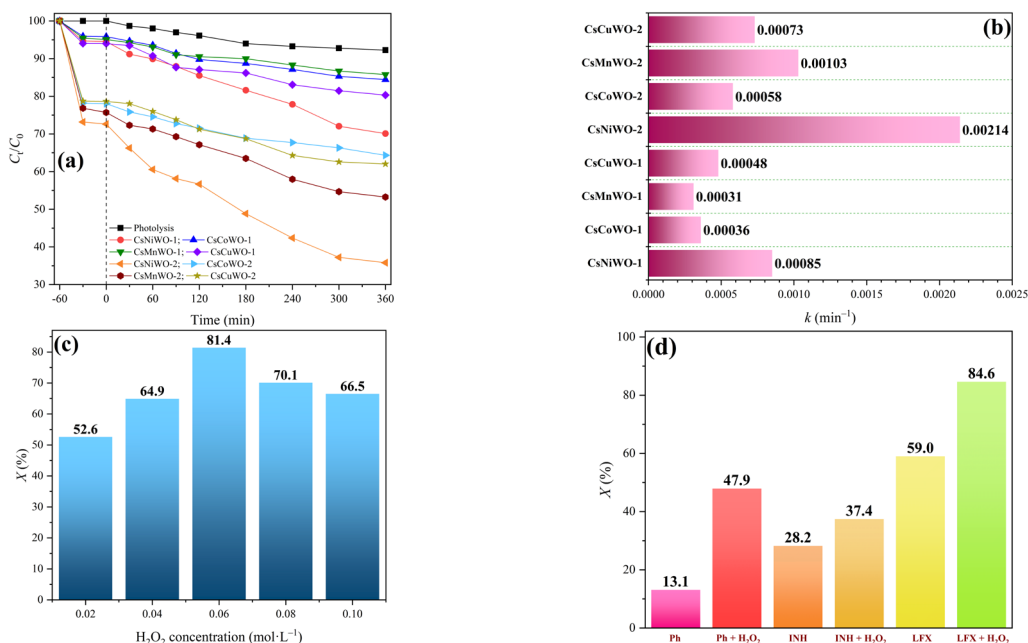 (a)
Cₜ/C₀
100
90
80
70
60
50
40
30
Photolysis
CsNiWO-1; CsCoWO-1
CsMnWO-1; CsCuWO-1
CsNiWO-2; CsCoWO-2
CsMnWO-2; CsCuWO-2
-60 0 60 120 180 240 300 360
Time (min)
(b)
CsCuWO-2 0.00073
CsMnWO-2 0.00103
CsCoWO-2 0.00058
CsNiWO-2 0.00214
CsCuWO-1 0.00048
CsMnWO-1 0.00031
CsCoWO-1 0.00036
CsNiWO-1 0.00085
0.0000 0.0005 0.0010 0.0015 0.0020 0.0025
k (min⁻¹)
(c)
X (%)
80
70
60
50
40
30
20
10
0
52.6 64.9 81.4 70.1 66.5
0.02 0.04 0.06 0.08 0.10
H₂O₂ concentration (mol·L⁻¹)
(d)
X (%)
100
80
60
40
20
0
13.1 47.9 28.2 37.4 59.0 84.6
Ph Ph + H₂O₂ INH INH + H₂O₂ LFX LFX + H₂O₂